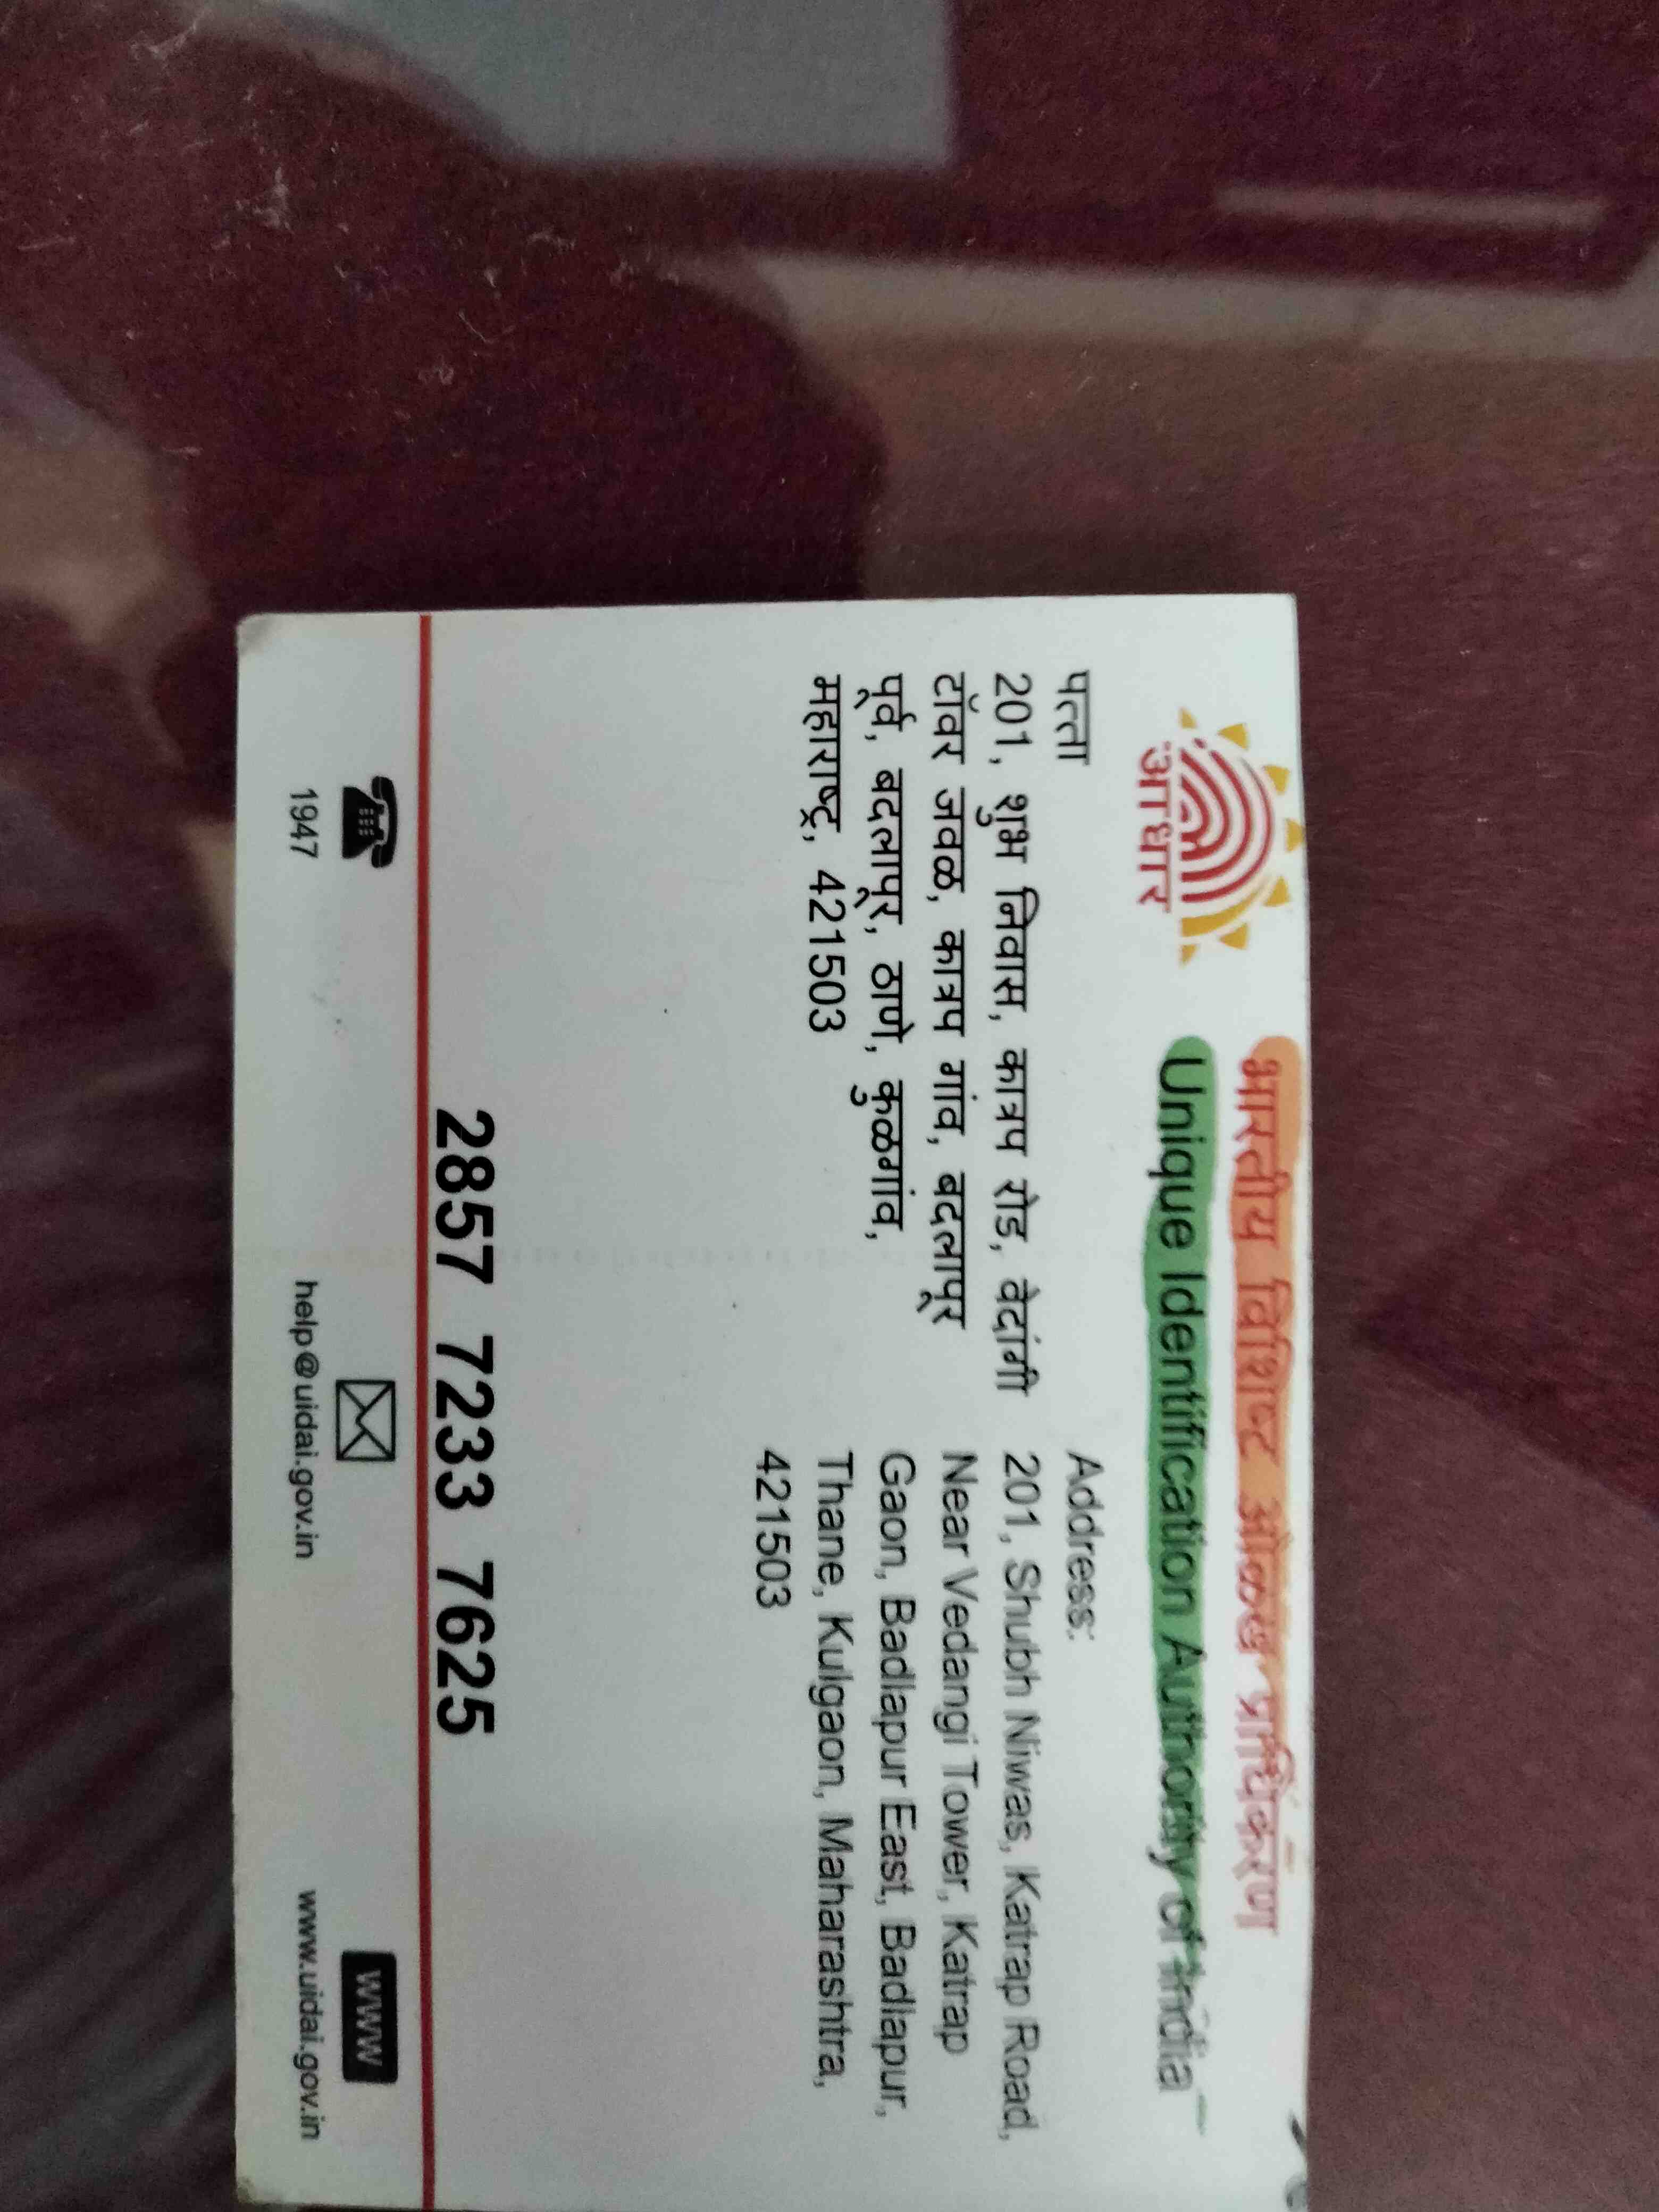 आधार
भारतीय विशिष्ट ओळख प्राधिकरण
Unique Identification Authority of India
पत्ता
201, शुभ निवास, कात्रप रोड, वेदांगी
टॉवर जवळ, कात्रप गांव, बदलापूर
पूर्व, बदलापूर, ठाणे, कुळगांव,
महाराष्ट्र, 421503
Address:
201, Shubh Niwas, Katrap Road,
Near Vedangi Tower, Katrap
Gaon, Badlapur East, Badlapur,
Thane, Kulgaon, Maharashtra,
421503
2857 7233 7625
1947
help@uidai.gov.in
www
www.uidai.gov.in